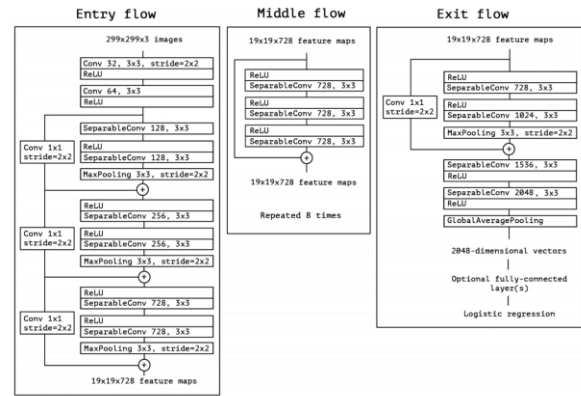 Entry flow
299x299x3 images
Conv 32, 3x3, stride=2x2
ReLU
Conv 64, 3x3
ReLU
Conv 1x1
stride=2x2
SeparableConv 128, 3x3
ReLU
SeparableConv 128, 3x3
MaxPooling 3x3, stride=2x2
+
Conv 1x1
stride=2x2
ReLU
SeparableConv 256, 3x3
ReLU
SeparableConv 256, 3x3
MaxPooling 3x3, stride=2x2
+
Conv 1x1
stride=2x2
ReLU
SeparableConv 728, 3x3
ReLU
SeparableConv 728, 3x3
MaxPooling 3x3, stride=2x2
+
19x19x728 feature maps
Middle flow
19x19x728 feature maps
ReLU
SeparableConv 728, 3x3
ReLU
SeparableConv 728, 3x3
ReLU
SeparableConv 728, 3x3
+
19x19x728 feature maps
Repeated 8 times
Exit flow
19x19x728 feature maps
Conv 1x1
stride=2x2
ReLU
SeparableConv 728, 3x3
ReLU
SeparableConv 1024, 3x3
MaxPooling 3x3, stride=2x2
+
SeparableConv 1536, 3x3
ReLU
SeparableConv 2048, 3x3
ReLU
GlobalAveragePooling
2048-dimensional vectors
Optional fully-connected
layer(s)
Logistic regression